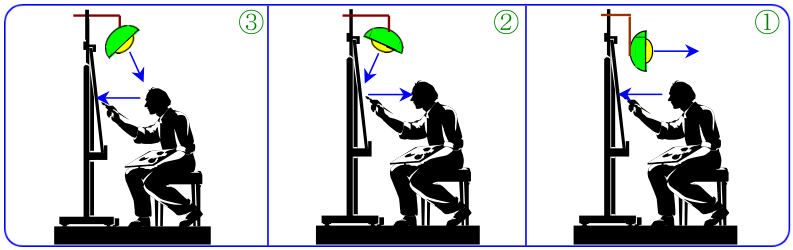 ③ ② ①